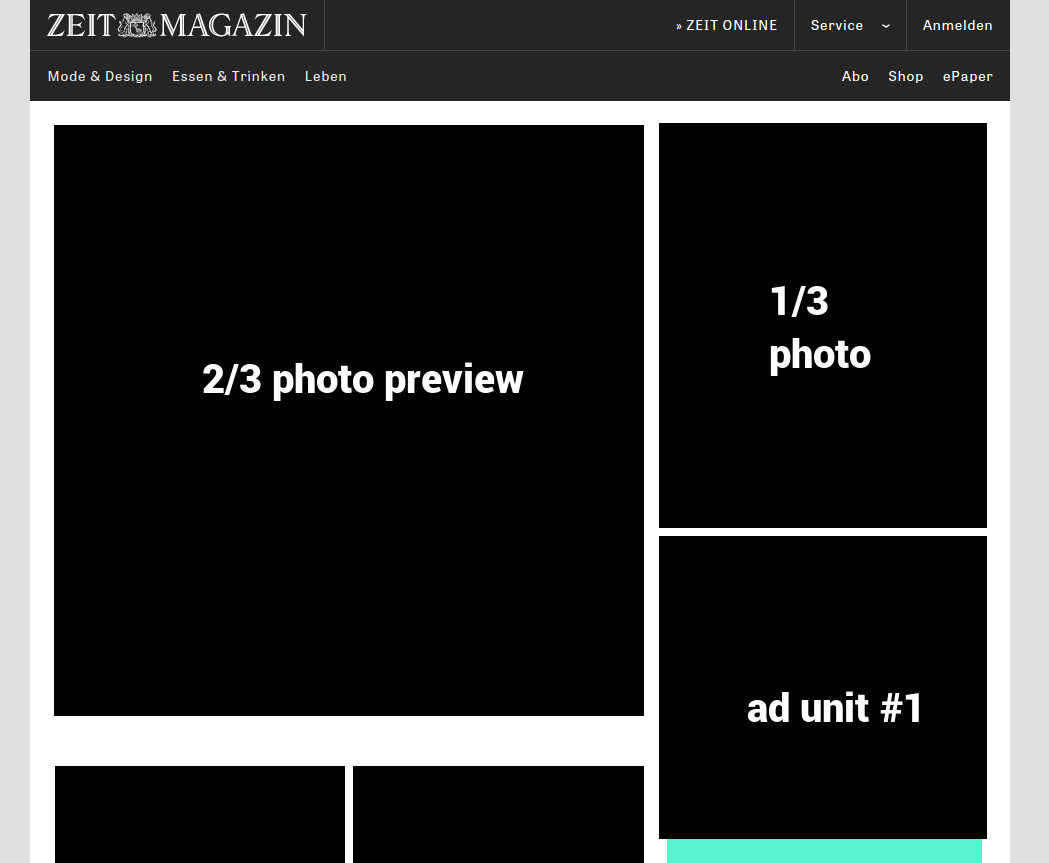 ZEIT MAGAZIN
» ZEIT ONLINE
Service
Anmelden
Mode & Design
Essen & Trinken
Leben
Abo
Shop
ePaper
2/3 photo preview
1/3
photo
ad unit #1